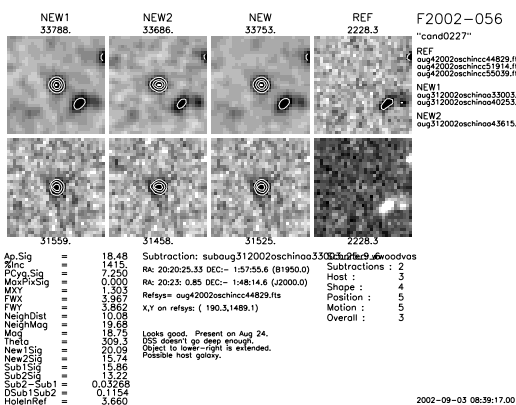 NEW1 NEW2 NEW REF F2002-056
33788. 33686. 33753. 2228.3
"cand0227"
REF
aug42002oschincc44829.f
aug42002oschincc51914.f
aug42002oschincc55039.f
NEW1
aug312002oschinaa33003.
aug312002oschinaa40253.
NEW2
aug312002oschinaa43615.
31559. 31458. 31525. 2228.3
Ap.Sig = 18.48
%Inc = 1415.
PCyg.Sig = 7.250
MaxPixSig = 0.000
MXY = 1.303
FWX = 3.967
FWY = 3.862
NeighDist = 10.08
NeighMag = 19.68
Mag = 18.75
Theta = 309.3
New1Sig = 20.09
New2Sig = 15.74
Sub1Sig = 15.86
Sub2Sig = 13.22
Sub2-Sub1 = 0.03268
DSub1Sub2 = 0.1154
HoleInRef = 3.660
Subtraction:
RA: 20:20:25.33 DEC:- 1:57:55.6 (B1950.0)
RA: 20:23: 0.85 DEC:- 1:48:14.6 (J2000.0)
Refsys= aug42002oschincc44829.fts
X,Y on refsys: ( 190.3,1489.1)
Looks good. Present on Aug 24.
DSS doesn't go deep enough.
Object to lower-right is extended.
Possible host galaxy.
Subtractions : 2
Host : 3
Shape : 4
Position : 5
Motion : 5
Overall : 3
2002-09-03 08:39:17.00